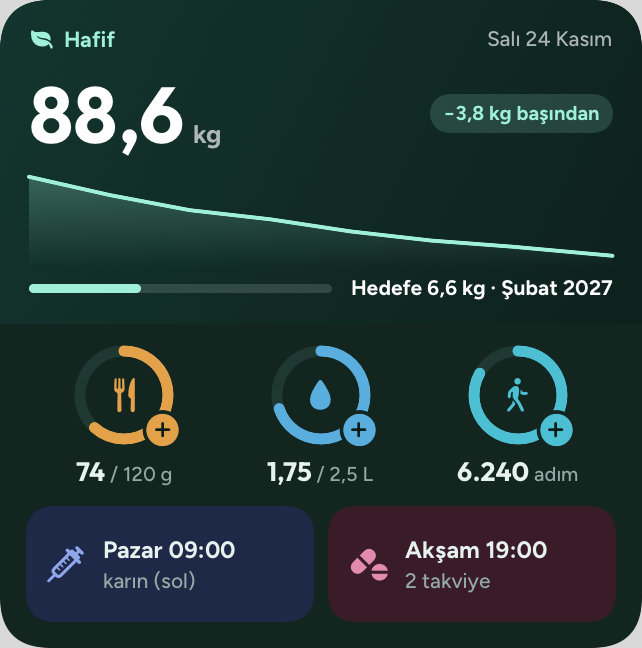 Hafif
Salı 24 Kasım
88,6 kg
−3,8 kg başından
Hedefe 6,6 kg · Şubat 2027
74 / 120 g
1,75 / 2,5 L
6.240 adım
Pazar 09:00
karın (sol)
Akşam 19:00
2 takviye